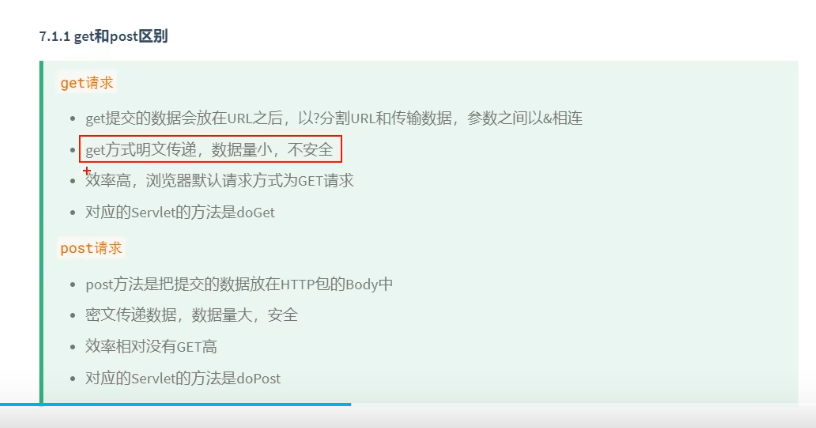 7.1.1 get和post区别
get请求
get提交的数据会放在URL之后，以?分割URL和传输数据，参数之间以&相连
get方式明文传递，数据量小，不安全
效率高，浏览器默认请求方式为GET请求
对应的Servlet的方法是doGet
post请求
post方法是把提交的数据放在HTTP包的Body中
密文传递数据，数据量大，安全
效率相对没有GET高
对应的Servlet的方法是doPost